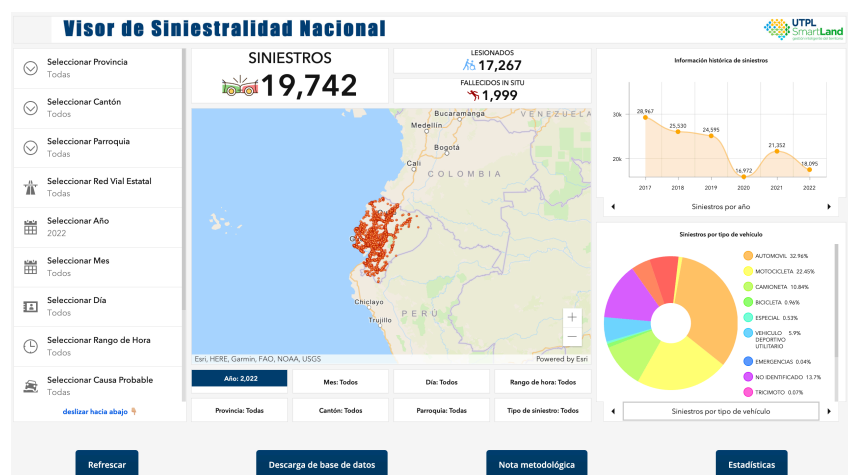 Visor de Siniestralidad Nacional
UTPL
SmartLand
Seleccionar Provincia
Todas
Seleccionar Cantón
Todos
Seleccionar Parroquia
Todas
Seleccionar Red Vial Estatal
Todas
Seleccionar Año
2022
Seleccionar Mes
Todos
Seleccionar Día
Todos
Seleccionar Rango de Hora
Todos
Seleccionar Causa Probable
Todas
deslizar hacia abajo
SINIESTROS
19,742
LESIONADOS
17,267
FALLECIDOS IN SITU
1,999
Bucaramanga
VENEZUELA
Medellín
Bogotá
Cali
COLOMBIA
Chiclayo
Trujillo
PERÚ
+
−
Esri, HERE, Garmin, FAO, NOAA, USGS
Powered by Esri
Año: 2,022
Mes: Todos
Día: Todos
Rango de hora: Todos
Provincia: Todas
Cantón: Todas
Parroquia: Todas
Tipo de siniestro: Todos
Información histórica de siniestros
30k
20k
28,967
25,530
24,595
16,972
21,352
18,095
2017
2018
2019
2020
2021
2022
Siniestros por año
Siniestros por tipo de vehículo
AUTOMOVIL 32.96%
MOTOCICLETA 22.45%
CAMIONETA 10.84%
BICICLETA 0.96%
ESPECIAL 0.53%
VEHICULO 5.9%
DEPORTIVO
UTILITARIO
EMERGENCIAS 0.04%
NO IDENTIFICADO 13.7%
TRICIMOTO 0.07%
Siniestros por tipo de vehículo
Refrescar
Descarga de base de datos
Nota metodológica
Estadísticas